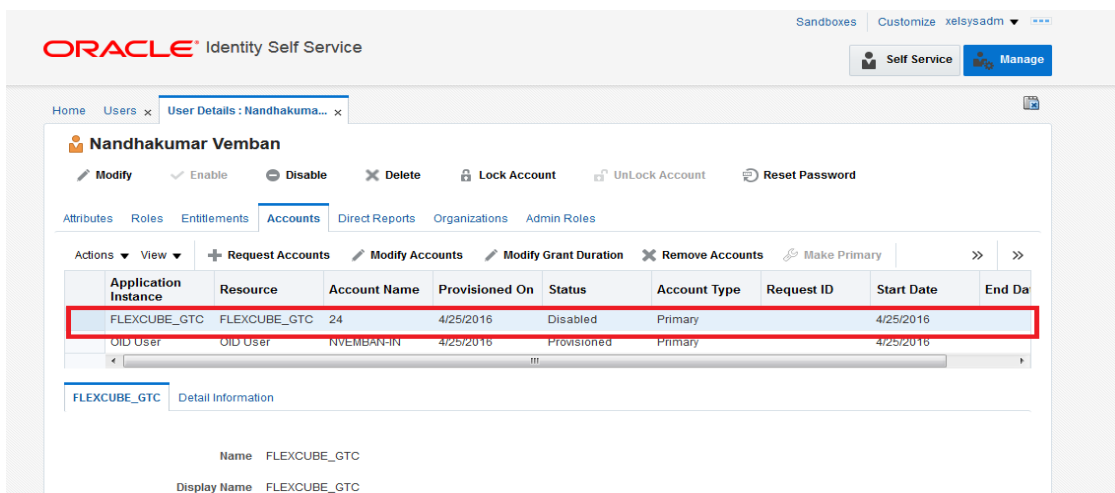 Sandboxes Customize xelsysadm
ORACLE Identity Self Service
Self Service Manage
Home Users User Details : Nandhakuma...
Nandhakumar Vemban
Modify Enable Disable Delete Lock Account UnLock Account Reset Password
Attributes Roles Entitlements Accounts Direct Reports Organizations Admin Roles
Actions View Request Accounts Modify Accounts Modify Grant Duration Remove Accounts Make Primary
Application Instance Resource Account Name Provisioned On Status Account Type Request ID Start Date End Da
FLEXCUBE_GTC FLEXCUBE_GTC 24 4/25/2016 Disabled Primary 4/25/2016
OID User OID User NVEMBAN-IN 4/25/2016 Provisioned Primary 4/25/2016
FLEXCUBE_GTC Detail Information
Name FLEXCUBE_GTC
Display Name FLEXCUBE_GTC